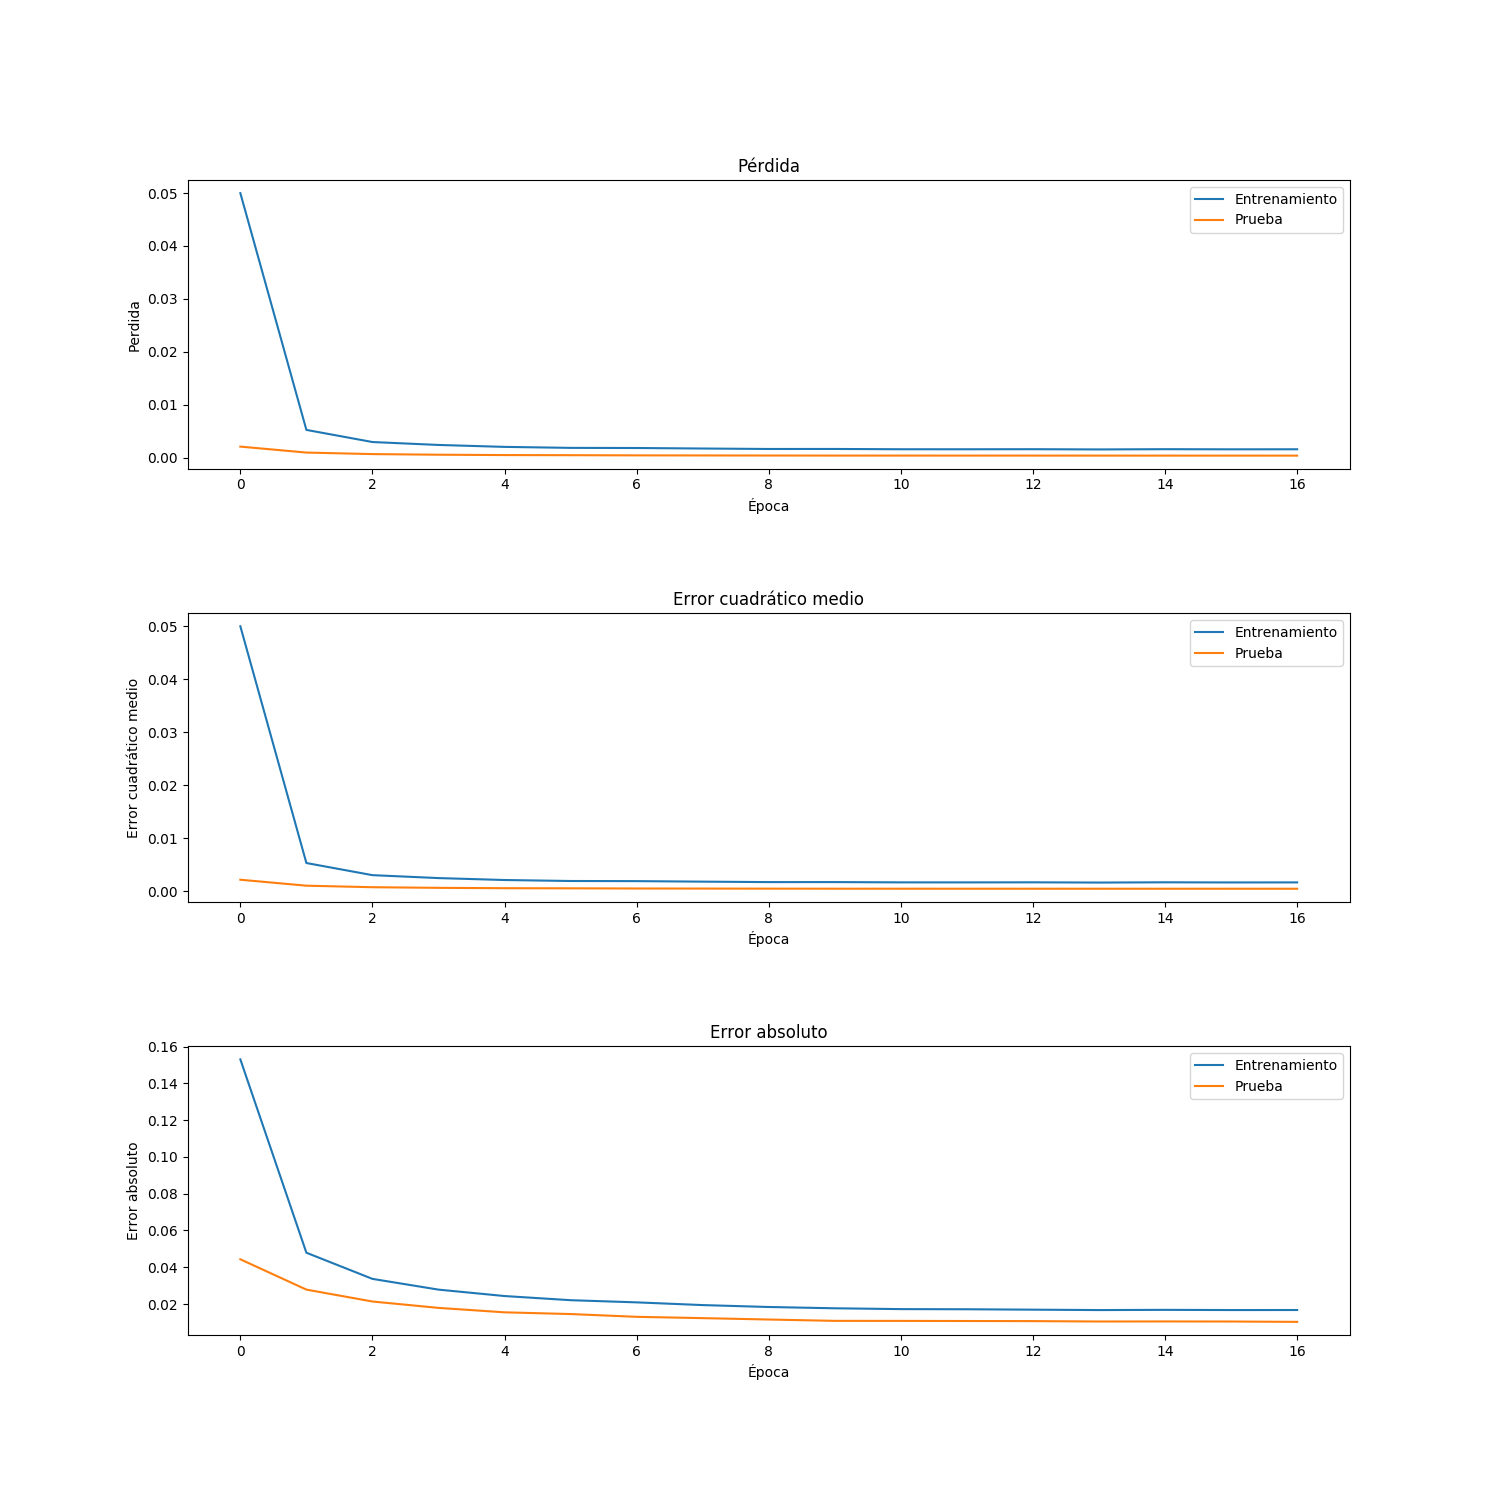 Pérdida
0.05
0.04
0.03
0.02
0.01
0.00
Perdida
Entrenamiento
Prueba
0 2 4 6 8 10 12 14 16
Época
Error cuadrático medio
0.05
0.04
0.03
0.02
0.01
0.00
Error cuadrático medio
Entrenamiento
Prueba
0 2 4 6 8 10 12 14 16
Época
Error absoluto
0.16
0.14
0.12
0.10
0.08
0.06
0.04
0.02
Error absoluto
Entrenamiento
Prueba
0 2 4 6 8 10 12 14 16
Época